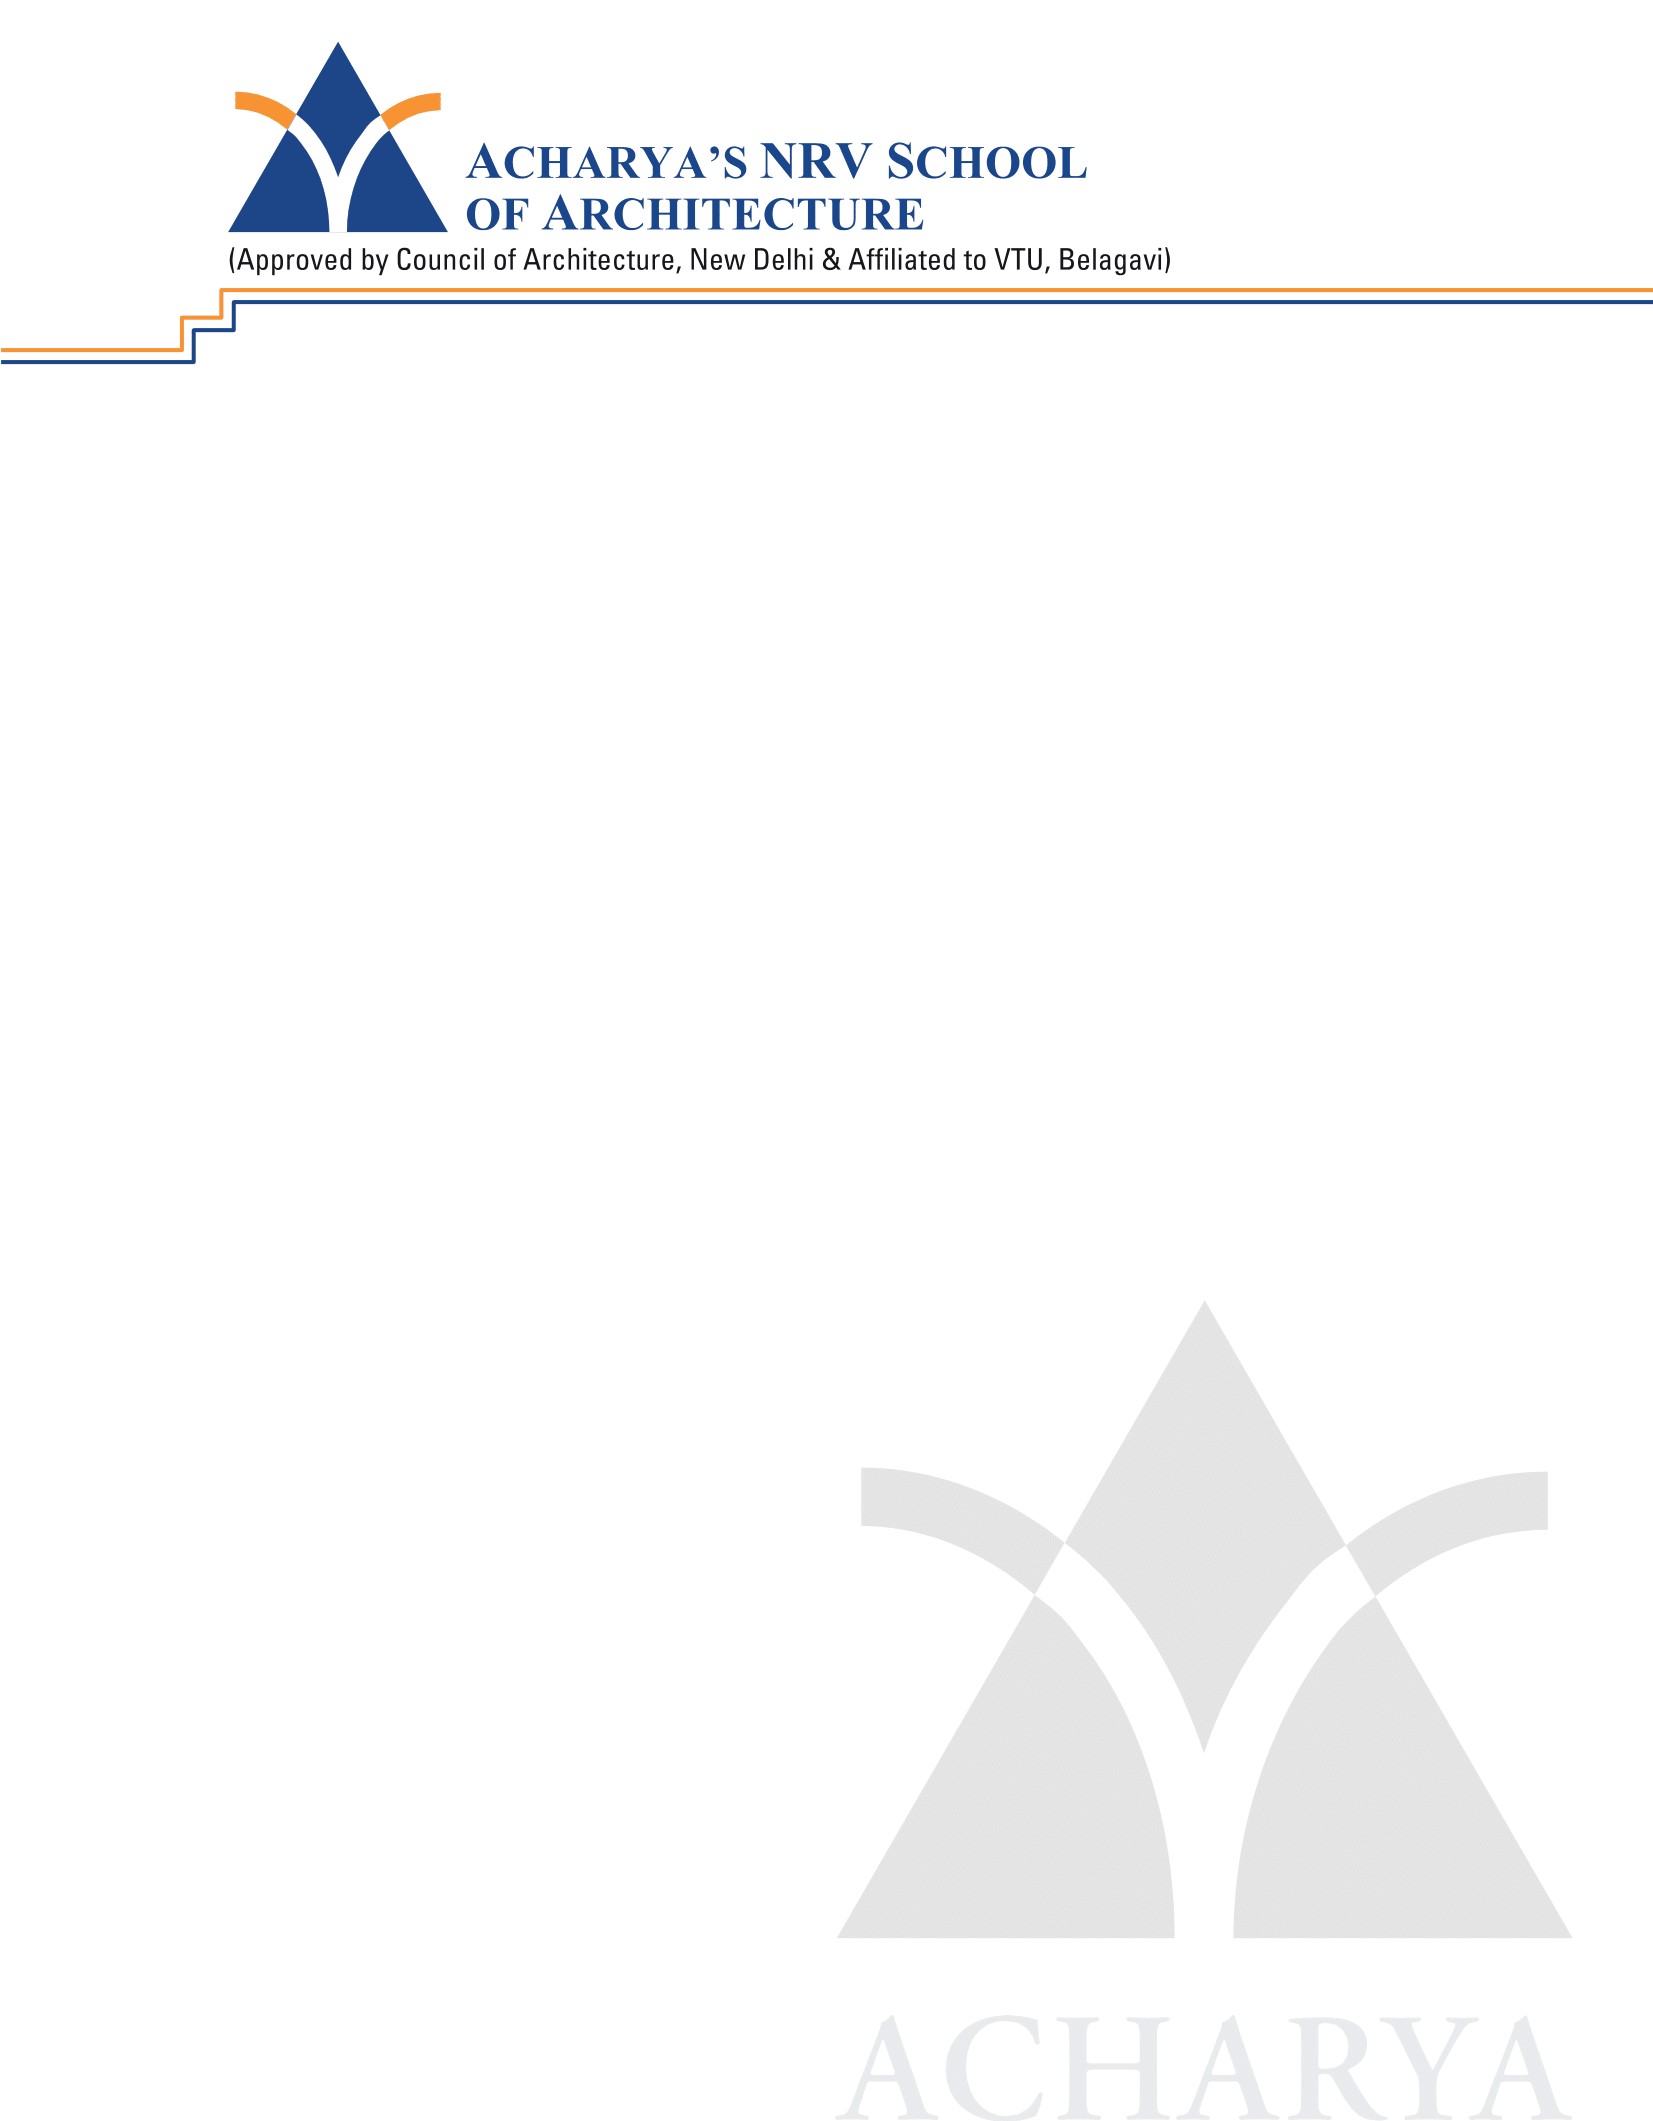 ACHARYA’S NRV SCHOOL
OF ARCHITECTURE
(Approved by Council of Architecture, New Delhi & Affiliated to VTU, Belagavi)
ACHARYA